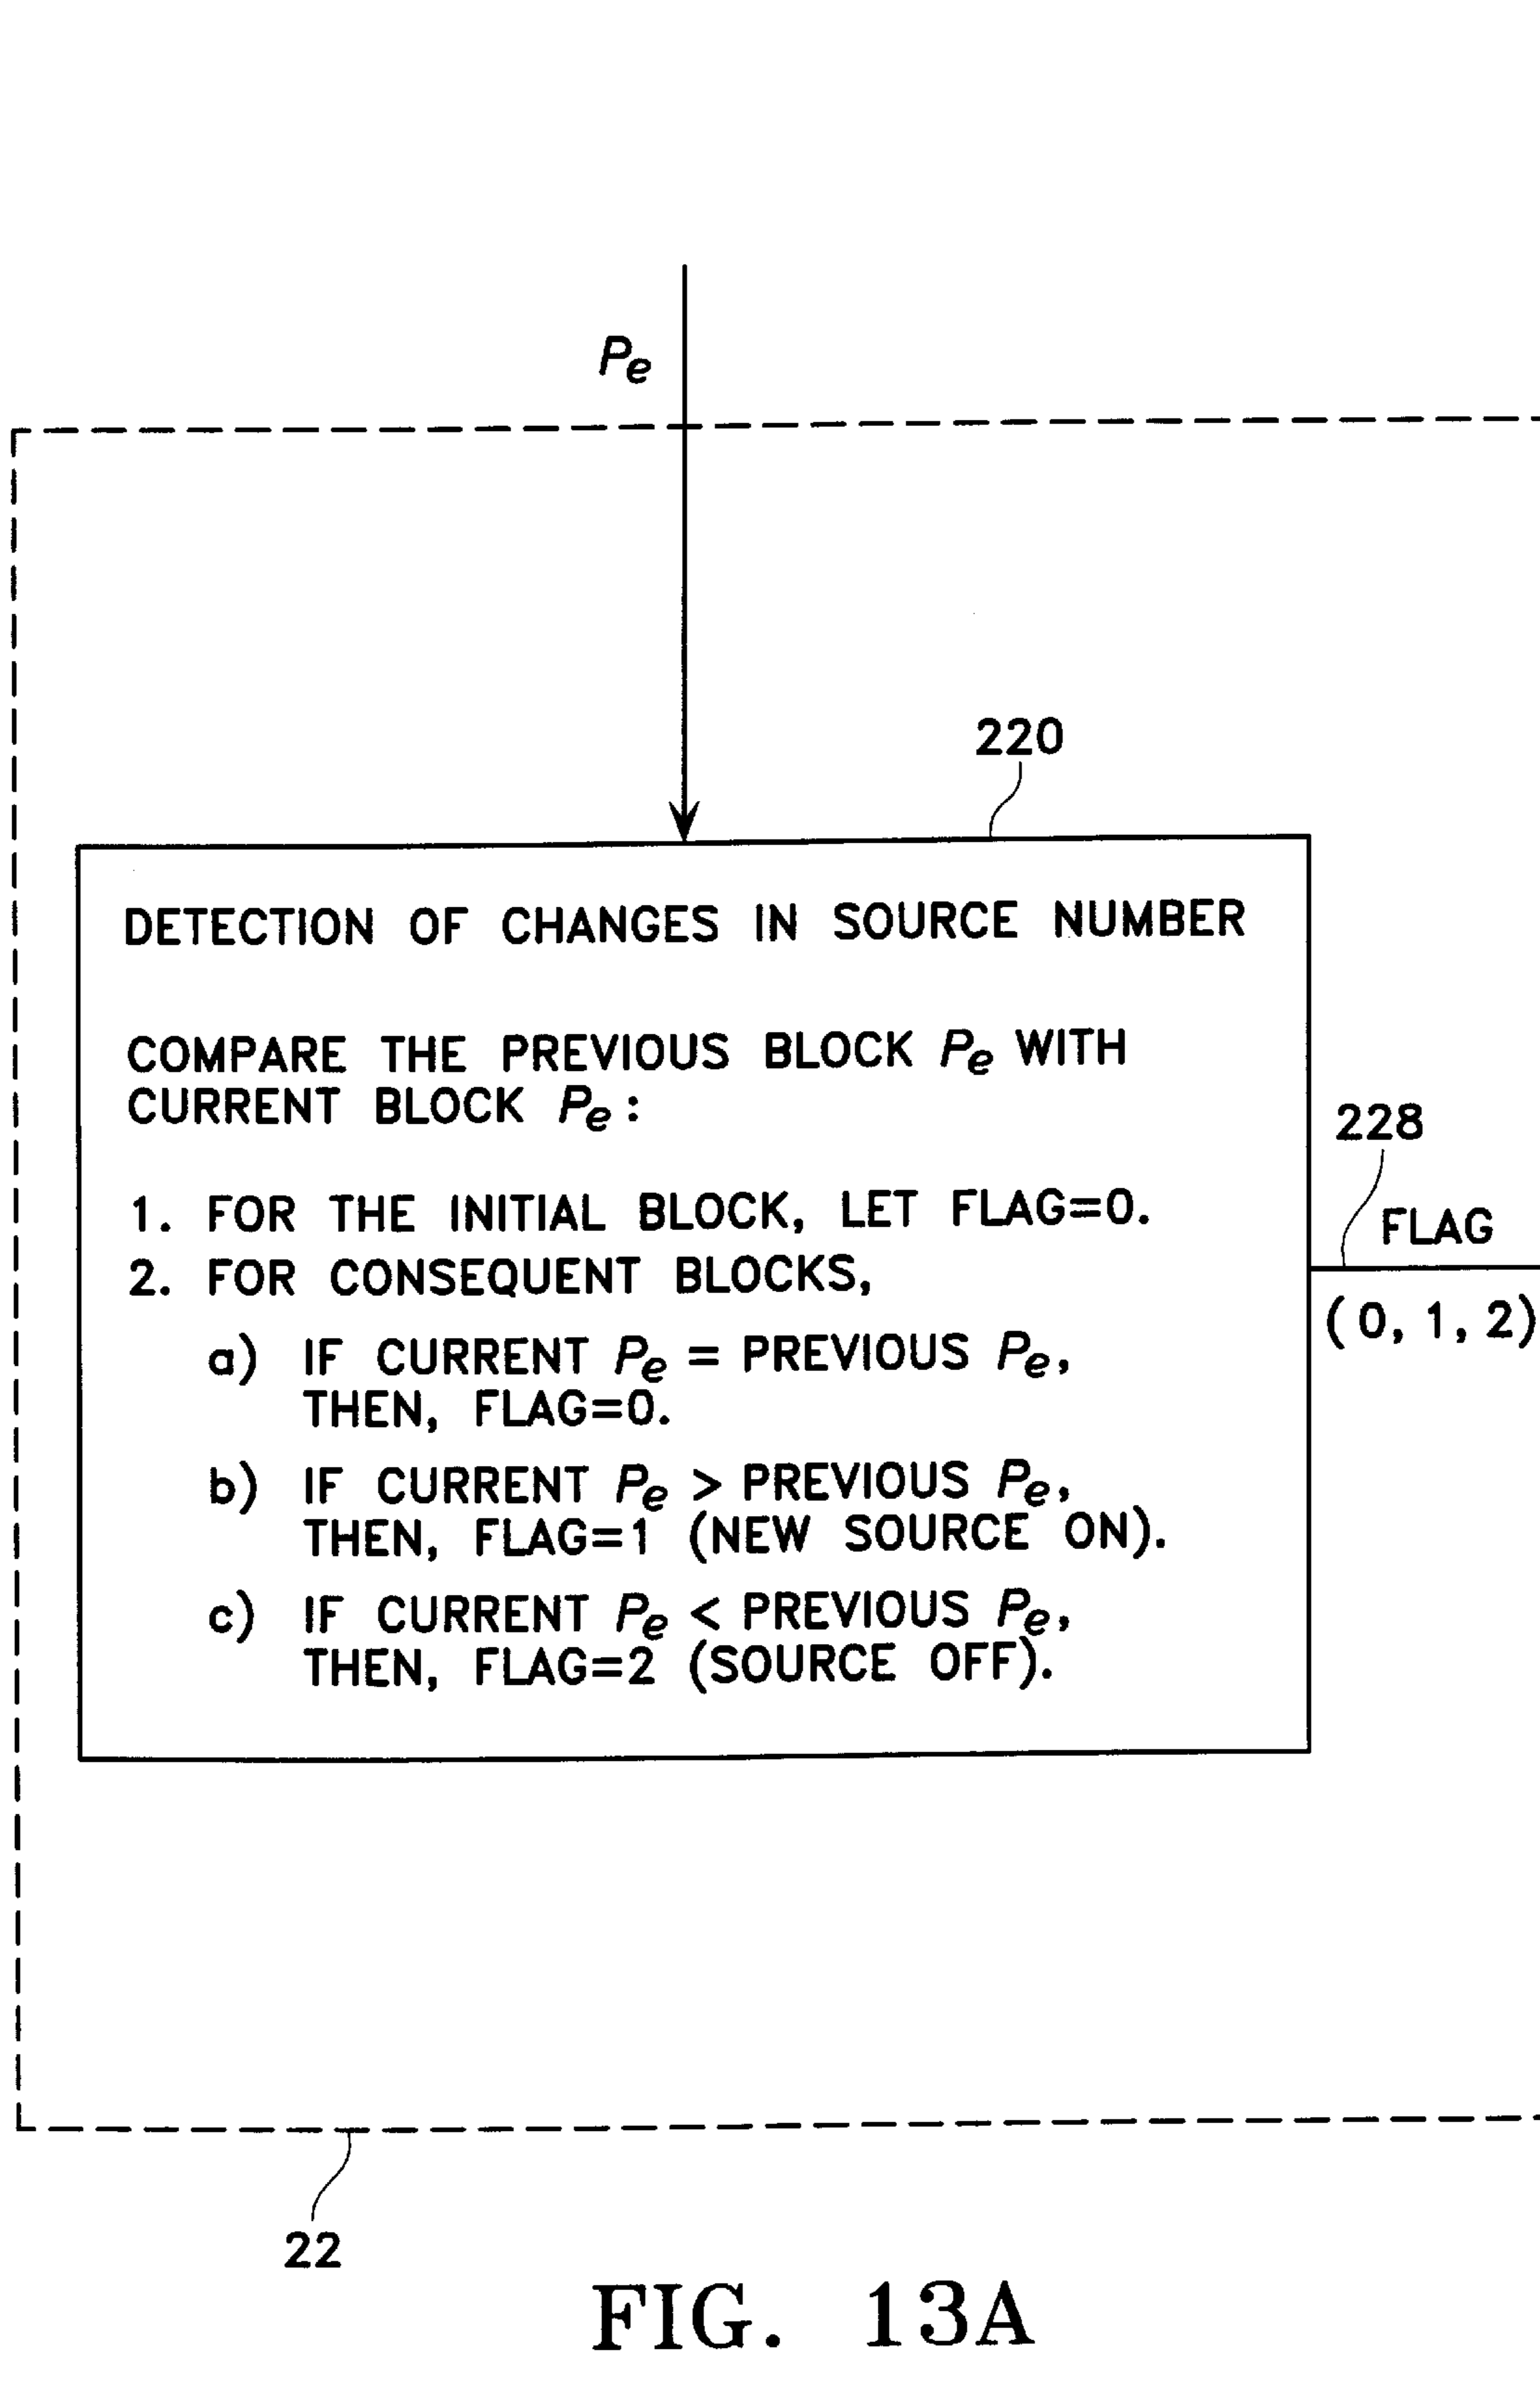 Pe
220
DETECTION OF CHANGES IN SOURCE NUMBER
COMPARE THE PREVIOUS BLOCK Pe WITH
CURRENT BLOCK Pe:
228
1. FOR THE INITIAL BLOCK, LET FLAG=0.
FLAG
2. FOR CONSEQUENT BLOCKS,
(0, 1, 2)
a) IF CURRENT Pe = PREVIOUS Pe,
THEN, FLAG=0.
b) IF CURRENT Pe > PREVIOUS Pe,
THEN, FLAG=1 (NEW SOURCE ON).
c) IF CURRENT Pe < PREVIOUS Pe,
THEN, FLAG=2 (SOURCE OFF).
22
FIG. 13A